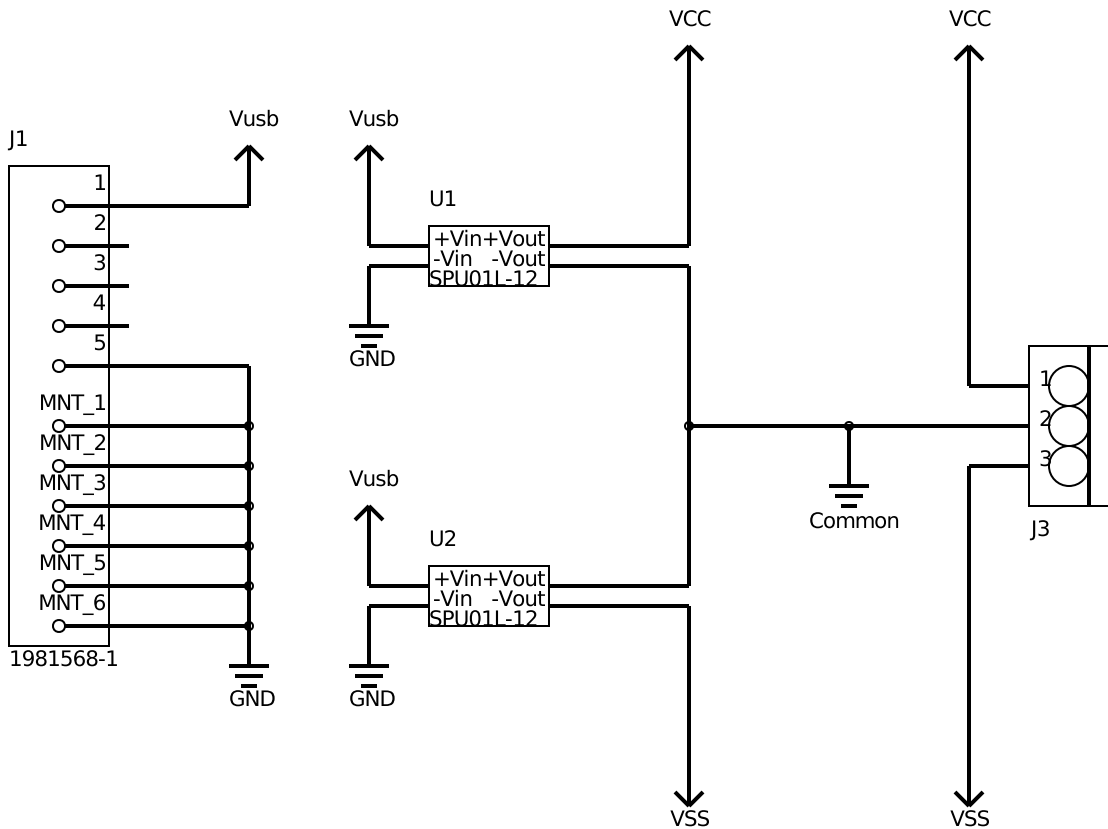 VCC
VCC
Vusb
Vusb
J1
1
2
3
4
5
MNT_1
MNT_2
MNT_3
MNT_4
MNT_5
MNT_6
1981568-1
GND
U1
+Vin+Vout
-Vin -Vout
SPU01L-12
GND
Vusb
U2
+Vin+Vout
-Vin -Vout
SPU01L-12
GND
Common
1
2
3
J3
VSS
VSS